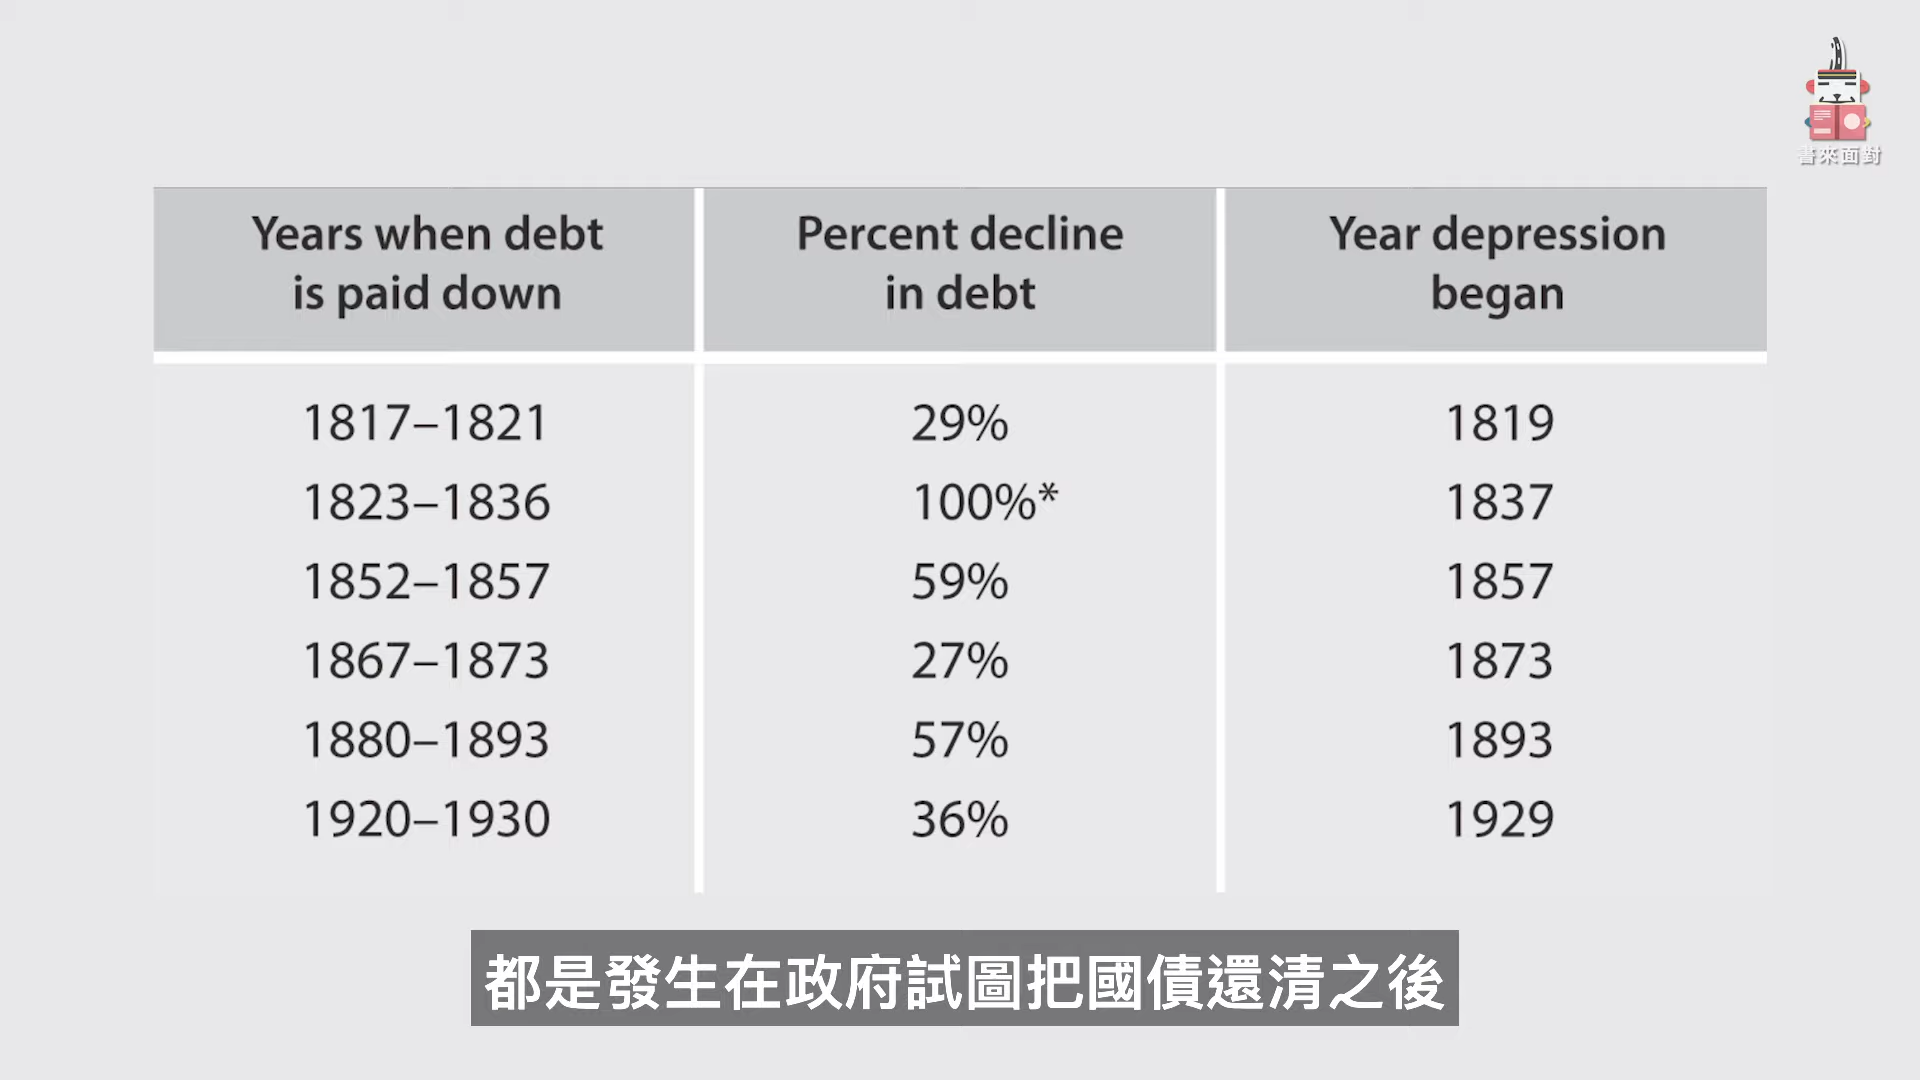 書來面對
Years when debt
is paid down
Percent decline
in debt
Year depression
began
1817–1821 29% 1819
1823–1836 100%* 1837
1852–1857 59% 1857
1867–1873 27% 1873
1880–1893 57% 1893
1920–1930 36% 1929
都是發生在政府試圖把國債還清之後